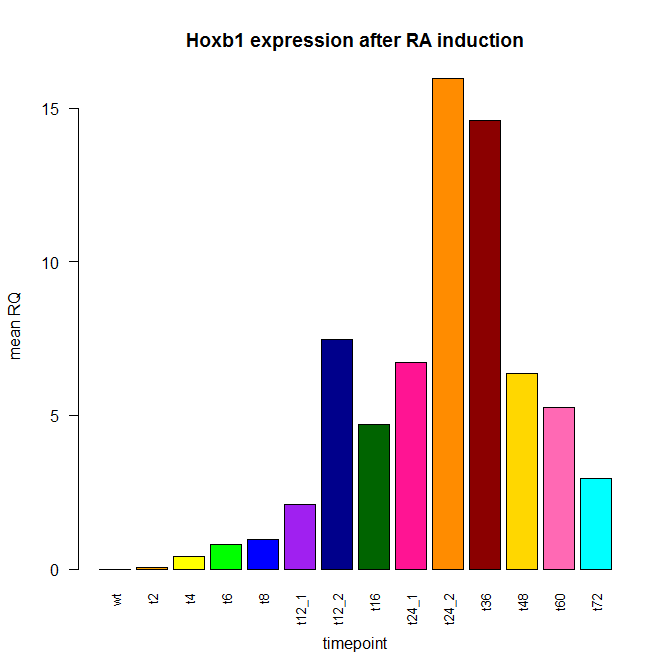 Hoxb1 expression after RA induction
mean RQ
15
10
5
0
wt
t2
t4
t6
t8
t12_1
t12_2
t16
t24_1
t24_2
t36
t48
t60
t72
timepoint